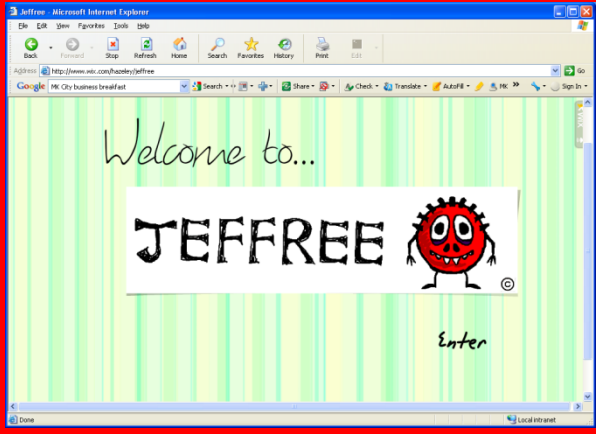 Jeffree - Microsoft Internet Explorer
File Edit View Favorites Tools Help
Back Forward Stop Refresh Home Search Favorites History Print Edit
Address http://www.wix.com/hazeley/jeffree Go
Google MK City business breakfast Search Share Check Translate AutoFill MK Sign In
Welcome to...
JEFFREE
©
Enter
Done Local intranet